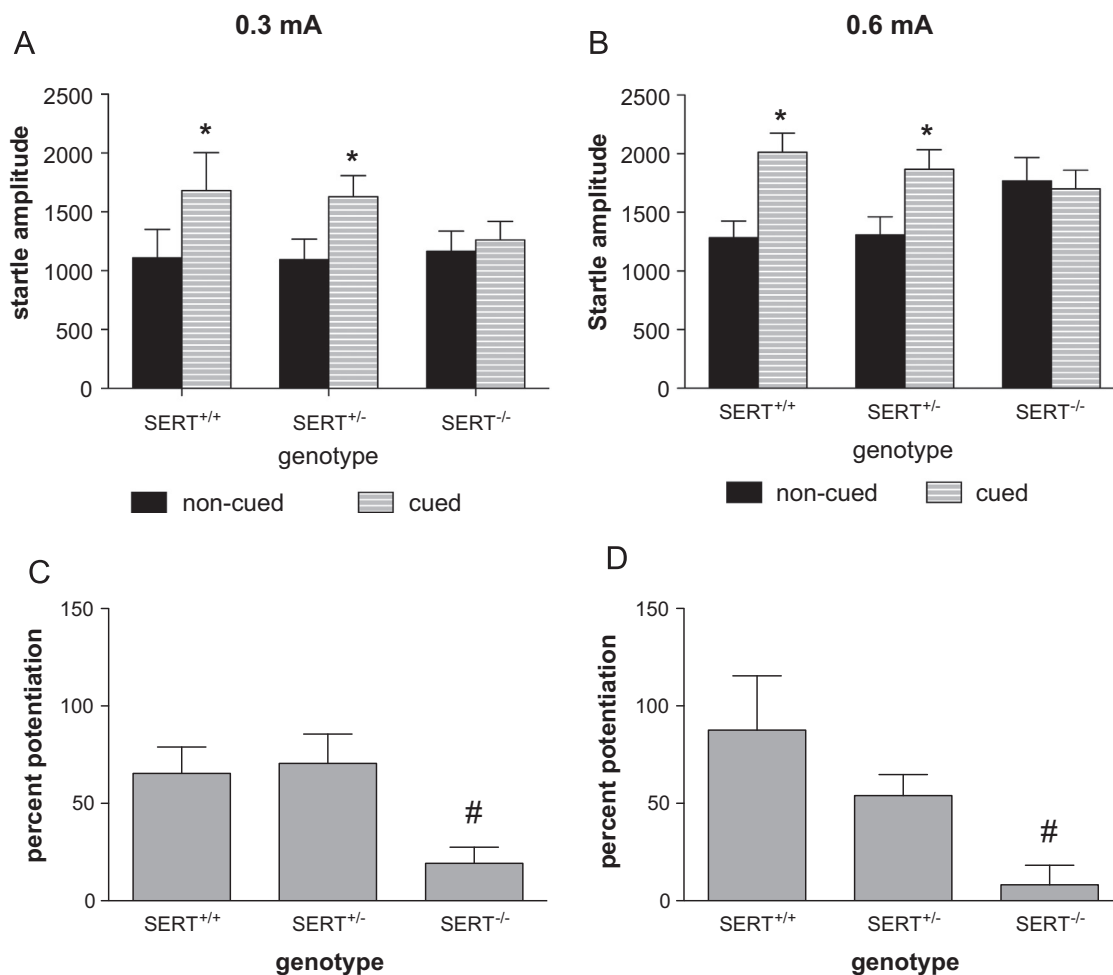 0.3 mA
A
2500
2000
1500
1000
500
0
startle amplitude
*
*
SERT+/+ SERT+/- SERT-/-
genotype
non-cued cued
0.6 mA
B
2500
2000
1500
1000
500
0
Startle amplitude
*
*
SERT+/+ SERT+/- SERT-/-
genotype
non-cued cued
C
150
100
50
0
percent potentiation
#
SERT+/+ SERT+/- SERT-/-
genotype
D
150
100
50
0
percent potentiation
#
SERT+/+ SERT+/- SERT-/-
genotype